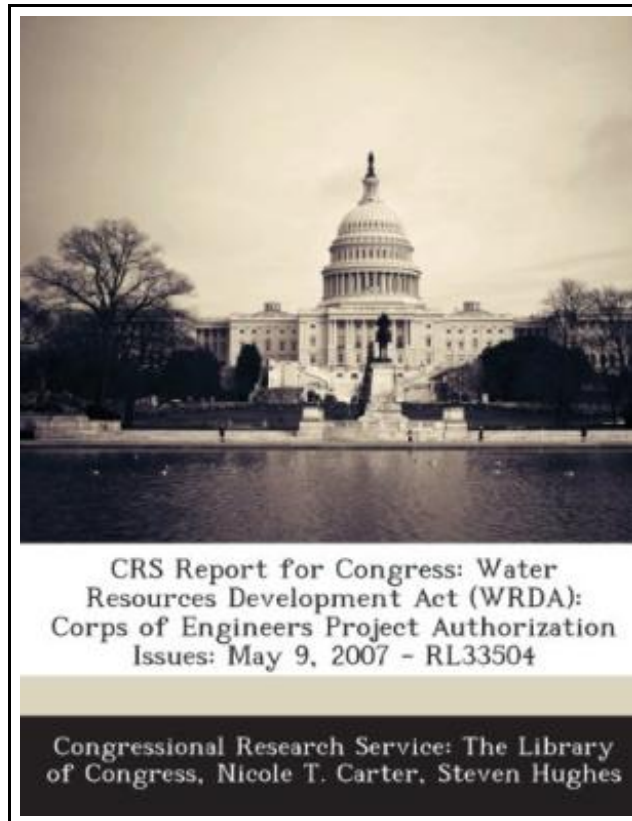 CRS Report for Congress: Water
Resources Development Act (WRDA):
Corps of Engineers Project Authorization
Issues: May 9, 2007 - RL33504
Congressional Research Service: The Library
of Congress, Nicole T. Carter, Steven Hughes